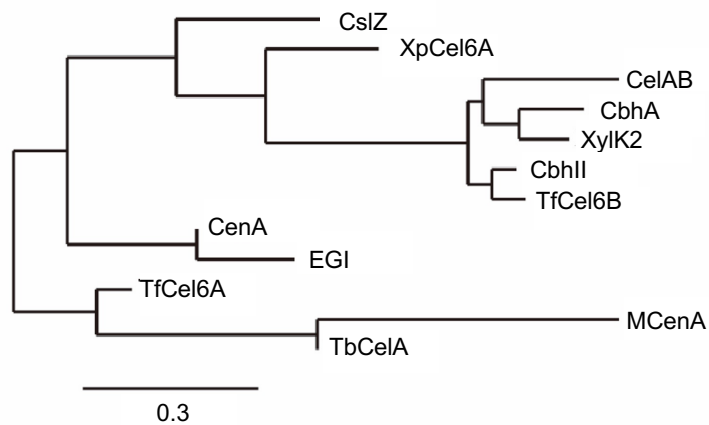 CslZ
XpCel6A
CelAB
CbhA
XylK2
CbhII
TfCel6B
CenA
EGI
TfCel6A
MCenA
TbCelA
0.3